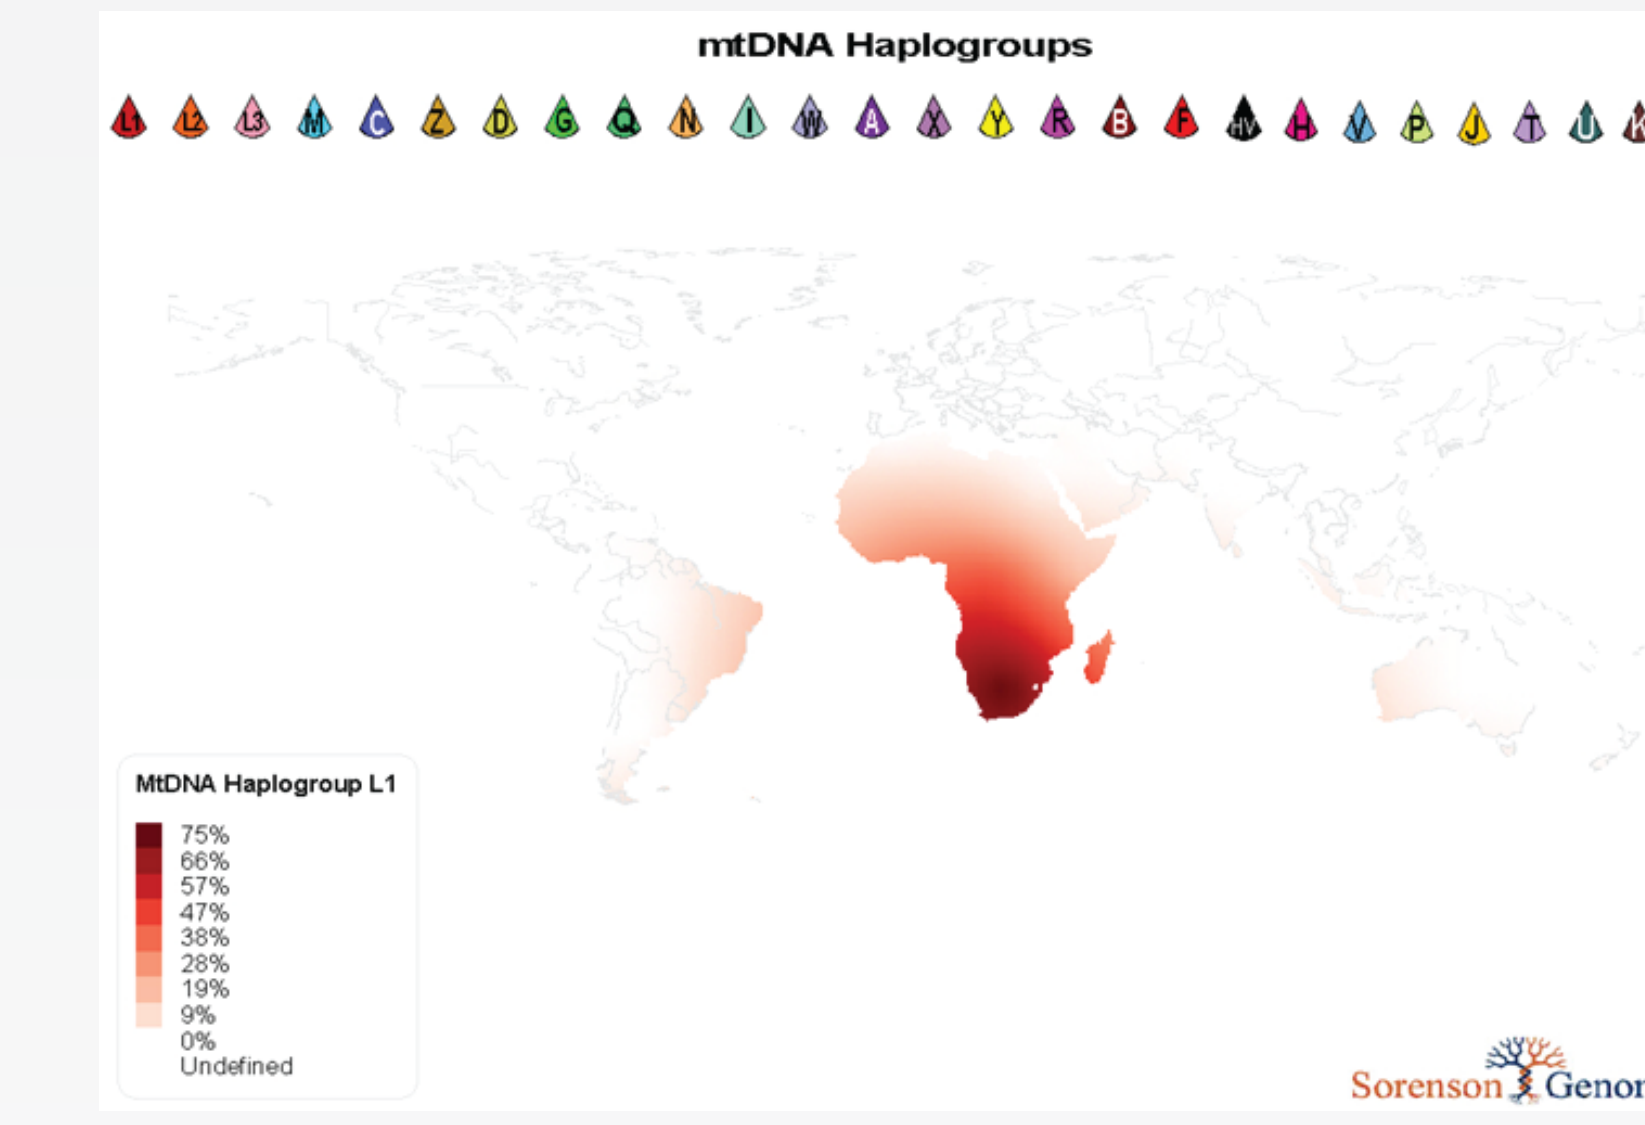 mtDNA Haplogroups
L1 L2 L3 M C Z D G Q N I W A X Y R B F HV H V P J T U K
MtDNA Haplogroup L1
75%
66%
57%
47%
38%
28%
19%
9%
0%
Undefined
Sorenson Genom